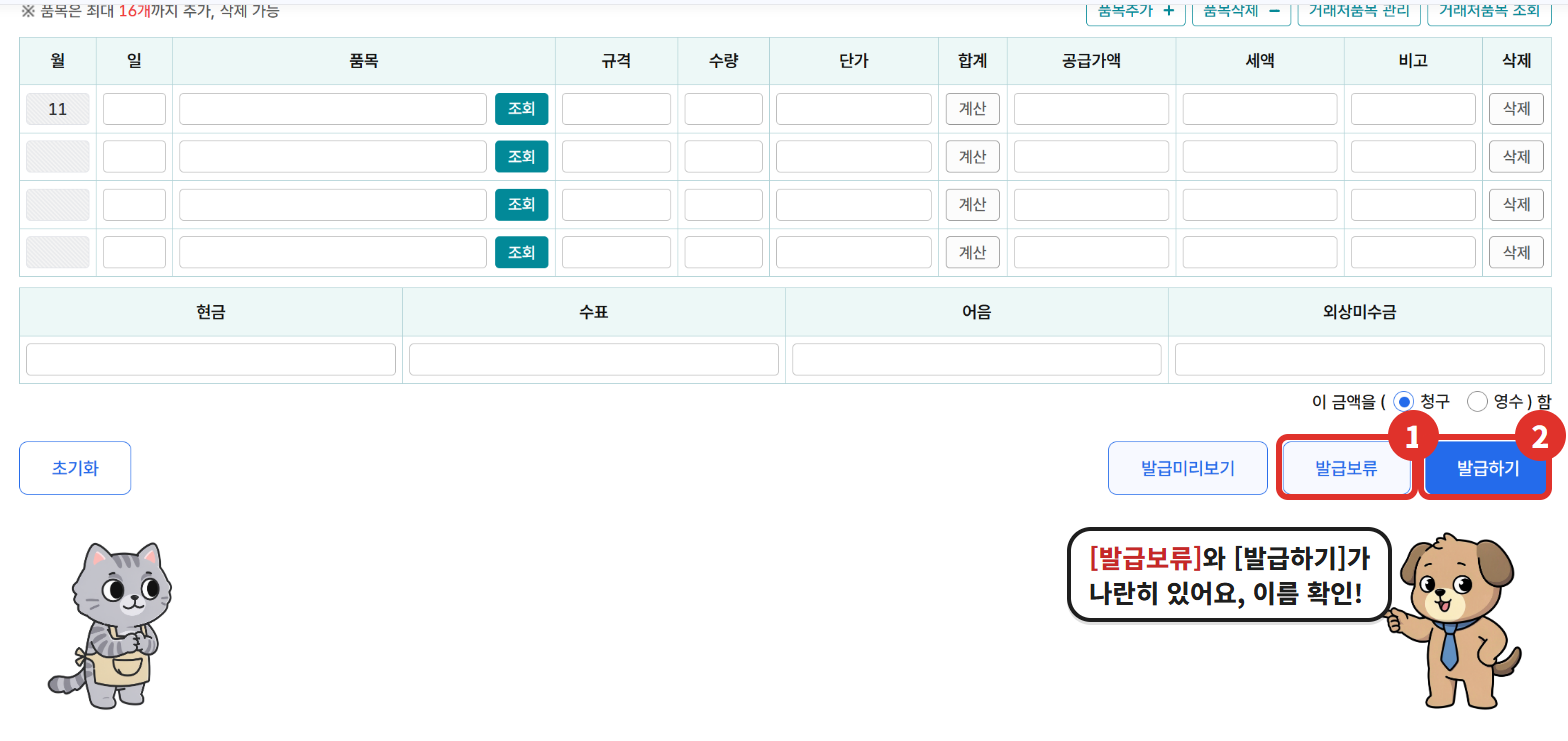 ※ 품목은 최대 16개까지 추가, 삭제 가능
품목추가 + 품목삭제 − 거래처품목 관리 거래처품목 조회
월 일 품목 규격 수량 단가 합계 공급가액 세액 비고 삭제
11 조회 계산 삭제
조회 계산 삭제
조회 계산 삭제
조회 계산 삭제
현금 수표 어음 외상미수금
이 금액을 ( 청구 영수 ) 함
1 2
초기화 발급미리보기 발급보류 발급하기
[발급보류]와 [발급하기]가
나란히 있어요, 이름 확인!